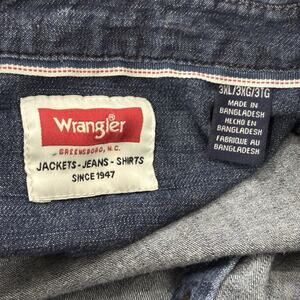 Wrangler
GREENSBORO, N.C.
JACKETS - JEANS - SHIRTS
SINCE 1947
3XL/3XG/3TG
MADE IN
BANGLADESH
HECHO EN
BANGLADESH
FABRIQUE AU
BANGLADESH